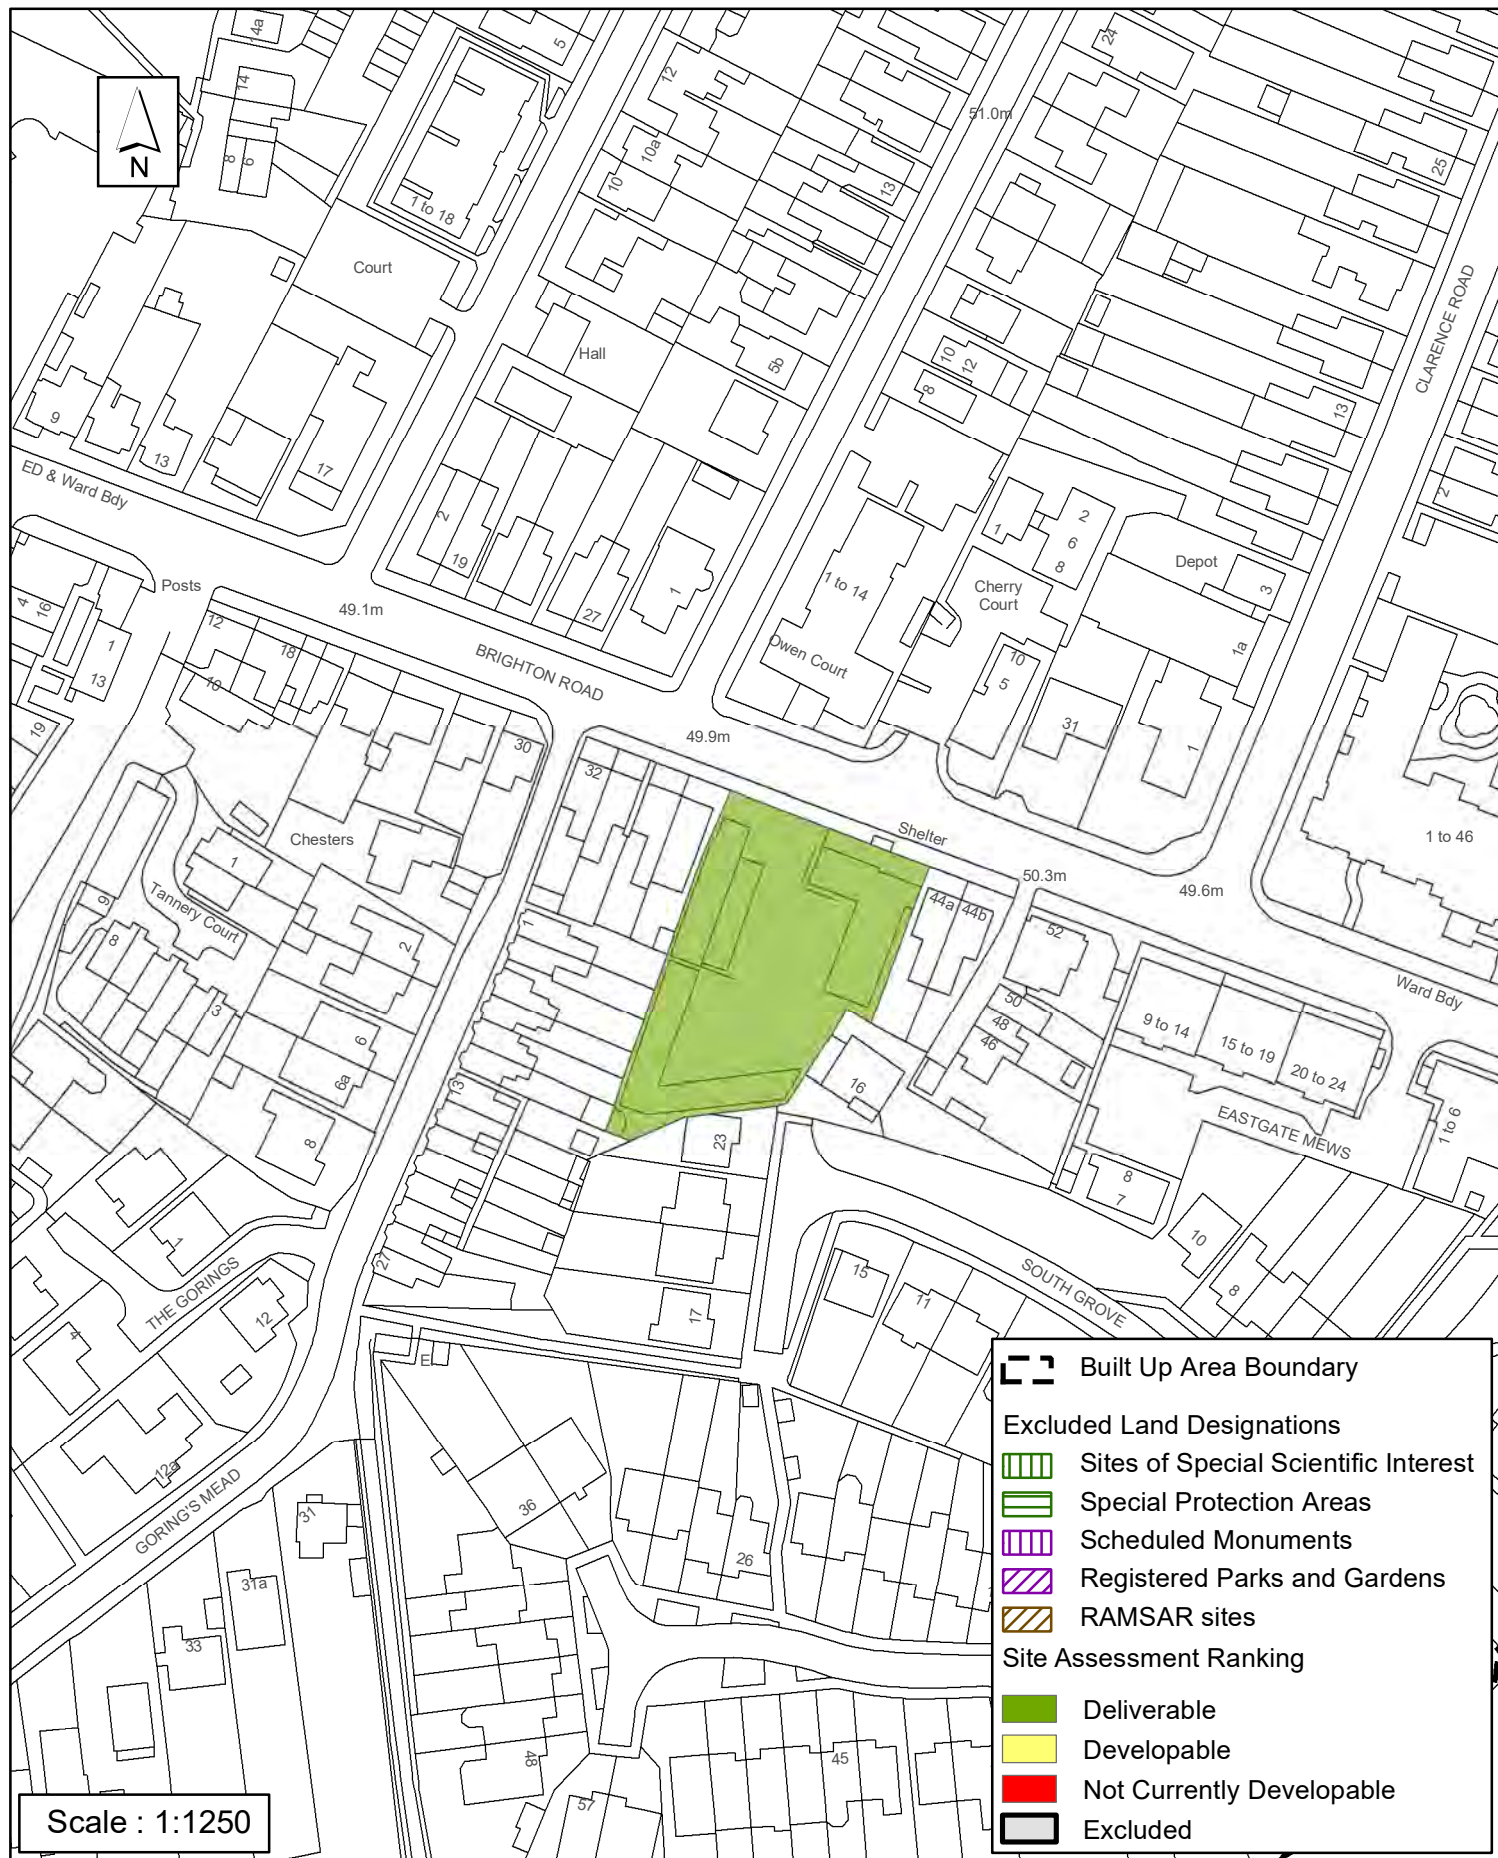 14a
14
8
6
N
5
12
10a
10
1 to 18
Court
24
51.0m
13
25
Hall
5b
10
12
8
CLARENCE ROAD
13
9
13
17
ED & Ward Bdy
2
19
27
1
2
1
2
6
8
Depot
3
Cherry
Court
1 to 14
Owen Court
10
5
31
1
1a
Posts
49.1m
4
16
1
13
12
18
10
BRIGHTON ROAD
19
30
32
49.9m
Shelter
50.3m
49.6m
1 to 46
Chesters
1
Tannery Court
9
8
13
2
6
6a
8
1
13
27
44a
44b
52
50
48
46
16
23
17
Ward Bdy
9 to 14
15 to 19
20 to 24
EASTGATE MEWS
1 to 6
8
7
10
8
SOUTH GROVE
15
11
1
THE GORINGS
4
12
12a
GORING'S MEAD
E
31
31a
33
36
26
48
57
45
Built Up Area Boundary
Excluded Land Designations
Sites of Special Scientific Interest
Special Protection Areas
Scheduled Monuments
Registered Parks and Gardens
RAMSAR sites
Site Assessment Ranking
Deliverable
Developable
Not Currently Developable
Excluded
Scale : 1:1250